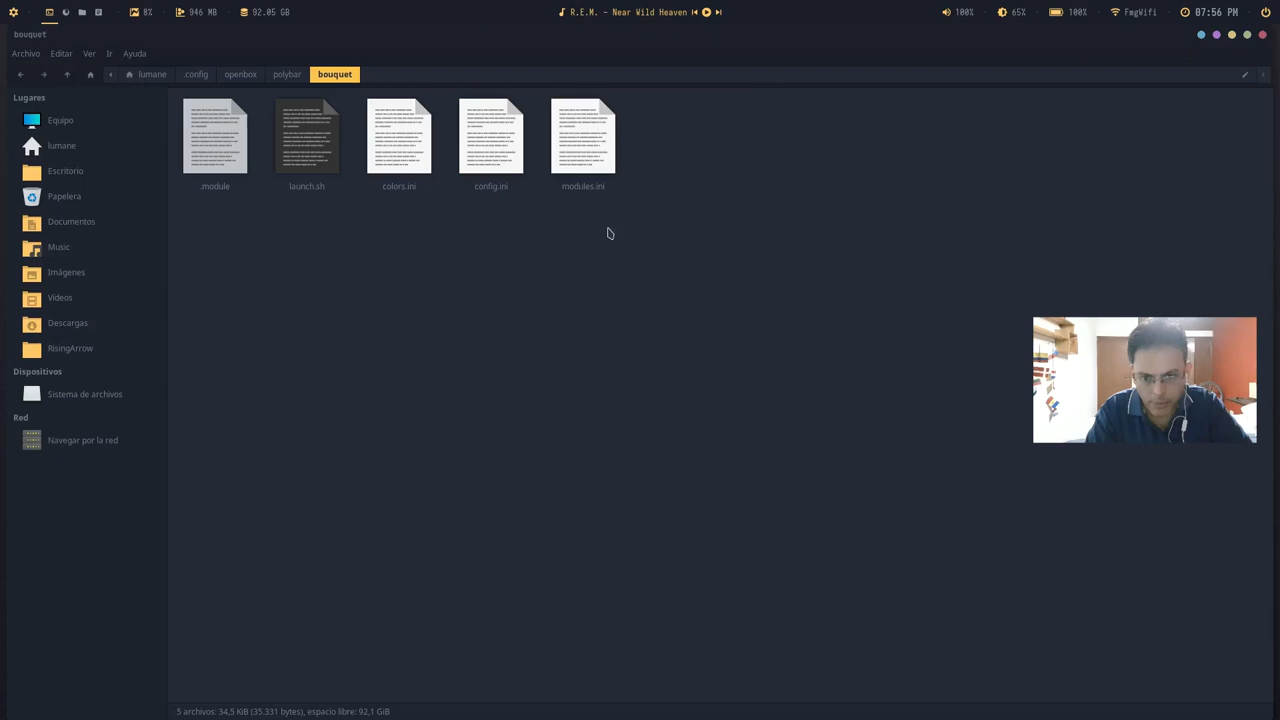 8% 946 MB 92.05 GB R.E.M. - Near Wild Heaven 100% 65% 100% FmgWifi 07:56 PM
bouquet
Archivo Editar Ver Ir Ayuda
lumane .config openbox polybar bouquet
Lugares
Equipo
lumane
Escritorio
Papelera
Documentos
Music
Imágenes
Vídeos
Descargas
RisingArrow
Dispositivos
Sistema de archivos
Red
Navegar por la red
.module launch.sh colors.ini config.ini modules.ini
5 archivos: 34,5 KiB (35.331 bytes), espacio libre: 92,1 GiB